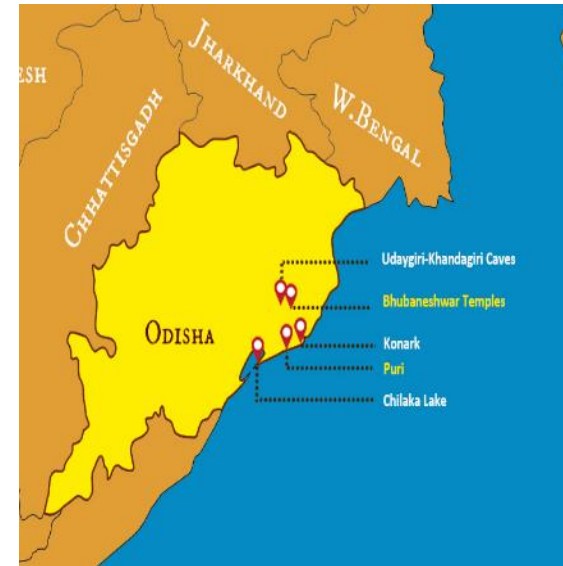 ESH
JHARKHAND
W.BENGAL
CHHATTISGADH
Udaygiri-Khandagiri Caves
Bhubaneshwar Temples
ODISHA
Konark
Puri
Chilaka Lake